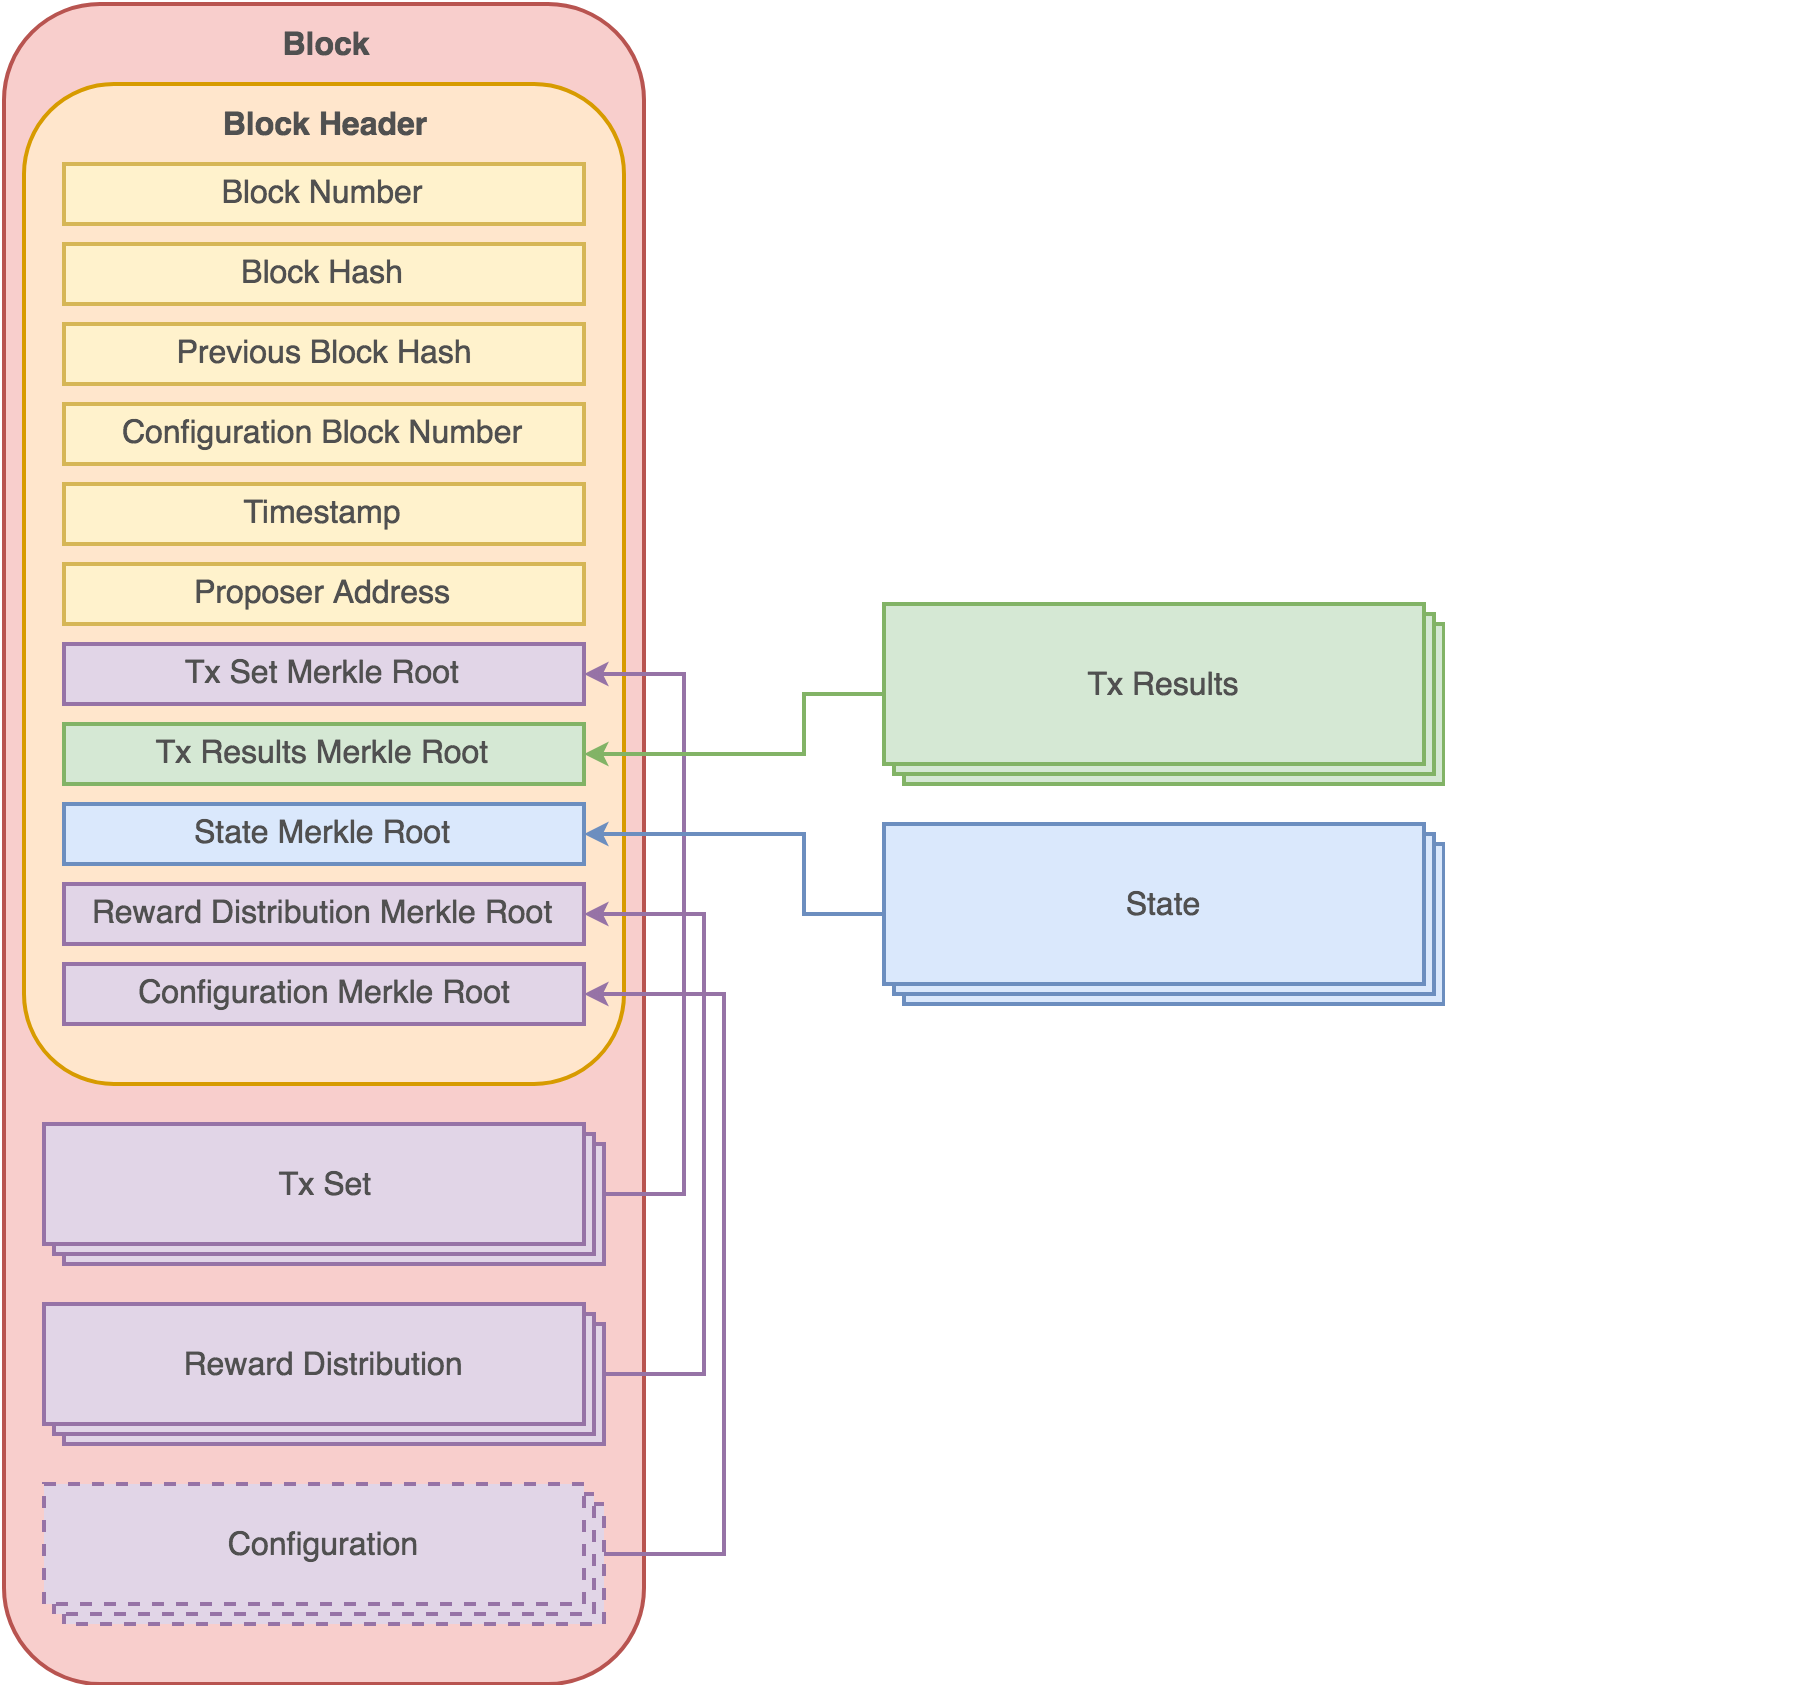 Block
Block Header
Block Number
Block Hash
Previous Block Hash
Configuration Block Number
Timestamp
Proposer Address
Tx Set Merkle Root
Tx Results Merkle Root
State Merkle Root
Reward Distribution Merkle Root
Configuration Merkle Root
Tx Set
Reward Distribution
Configuration
Tx Results
State